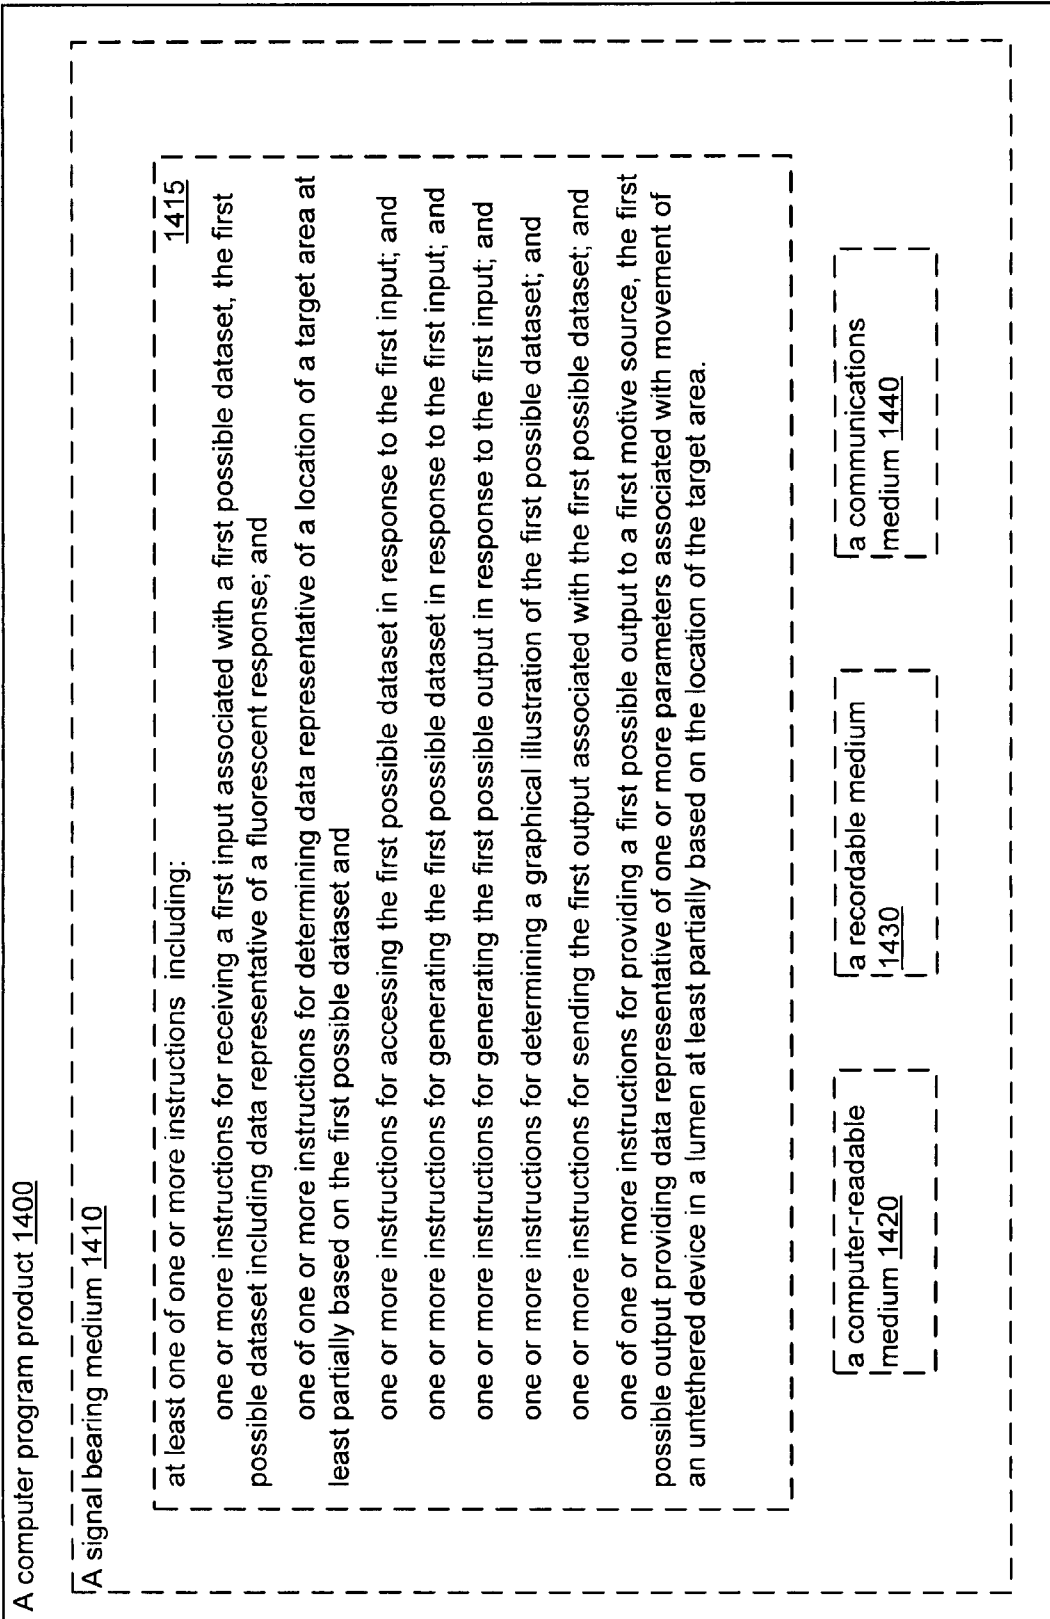 A computer program product 1400
A signal bearing medium 1410
1415
at least one of one or more instructions including:
one or more instructions for receiving a first input associated with a first possible dataset, the first
possible dataset including data representative of a fluorescent response; and
one of one or more instructions for determining data representative of a location of a target area at
least partially based on the first possible dataset and
one or more instructions for accessing the first possible dataset in response to the first input; and
one or more instructions for generating the first possible dataset in response to the first input; and
one or more instructions for generating the first possible output in response to the first input; and
one or more instructions for determining a graphical illustration of the first possible dataset; and
one or more instructions for sending the first output associated with the first possible dataset; and
one of one or more instructions for providing a first possible output to a first motive source, the first
possible output providing data representative of one or more parameters associated with movement of
an untethered device in a lumen at least partially based on the location of the target area.
a computer-readable
medium 1420
a recordable medium
1430
a communications
medium 1440